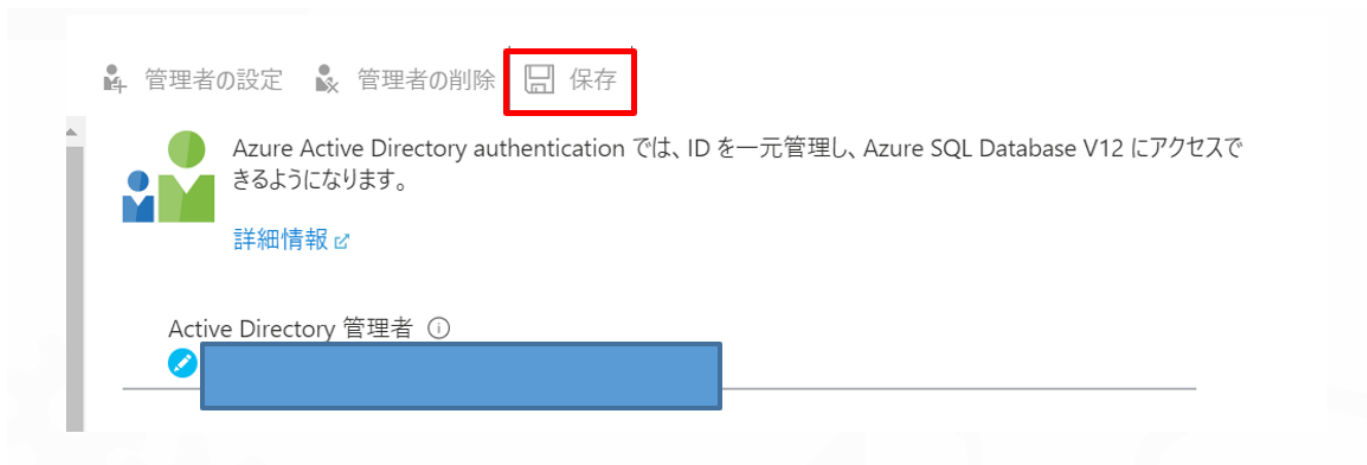 管理者の設定 管理者の削除 保存
Azure Active Directory authentication では、ID を一元管理し、Azure SQL Database V12 にアクセスで
きるようになります。
詳細情報
Active Directory 管理者